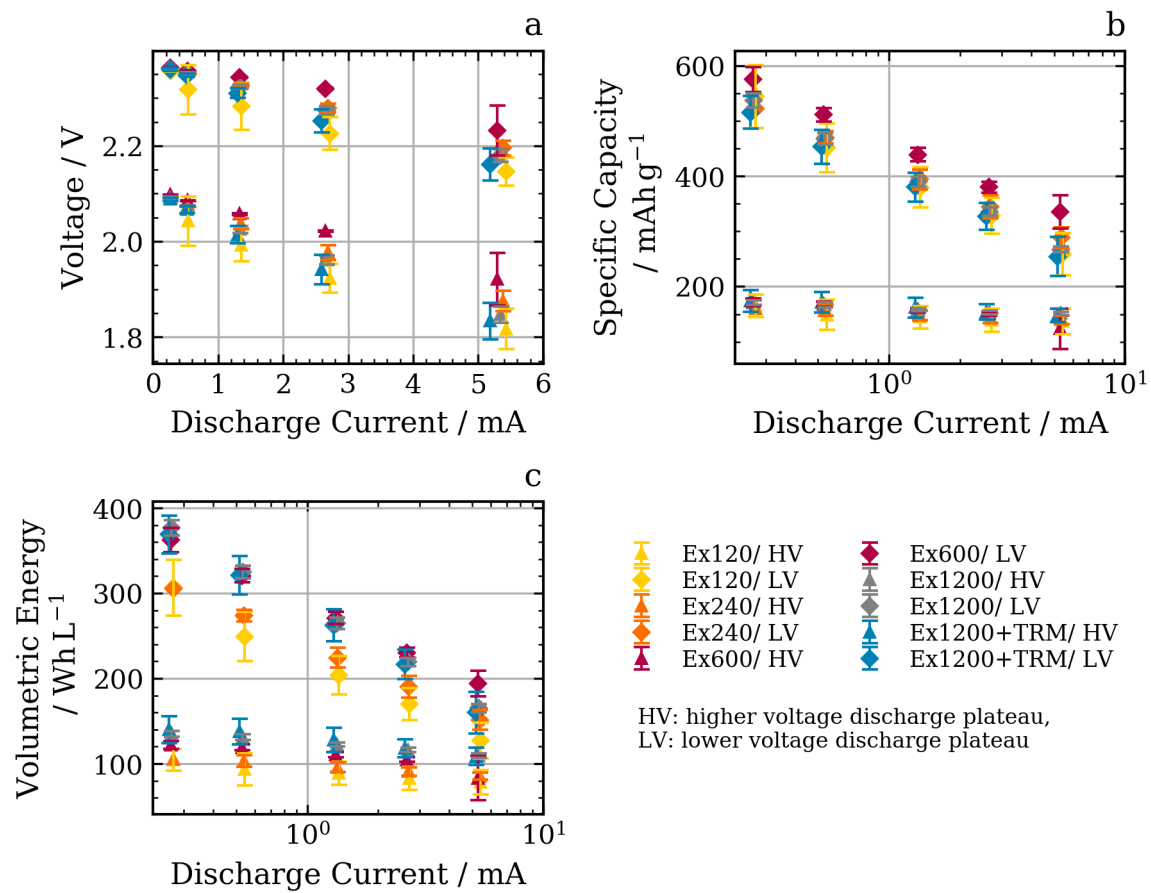 a
Voltage / V
2.2
2.0
1.8
0
1
2
3
4
5
6
Discharge Current / mA
b
Specific Capacity
/ mAh g⁻¹
600
400
200
10⁰
10¹
Discharge Current / mA
c
Volumetric Energy
/ Wh L⁻¹
400
300
200
100
10⁰
10¹
Discharge Current / mA
Ex120/ HV
Ex120/ LV
Ex240/ HV
Ex240/ LV
Ex600/ HV
Ex600/ LV
Ex1200/ HV
Ex1200/ LV
Ex1200+TRM/ HV
Ex1200+TRM/ LV
HV: higher voltage discharge plateau,
LV: lower voltage discharge plateau